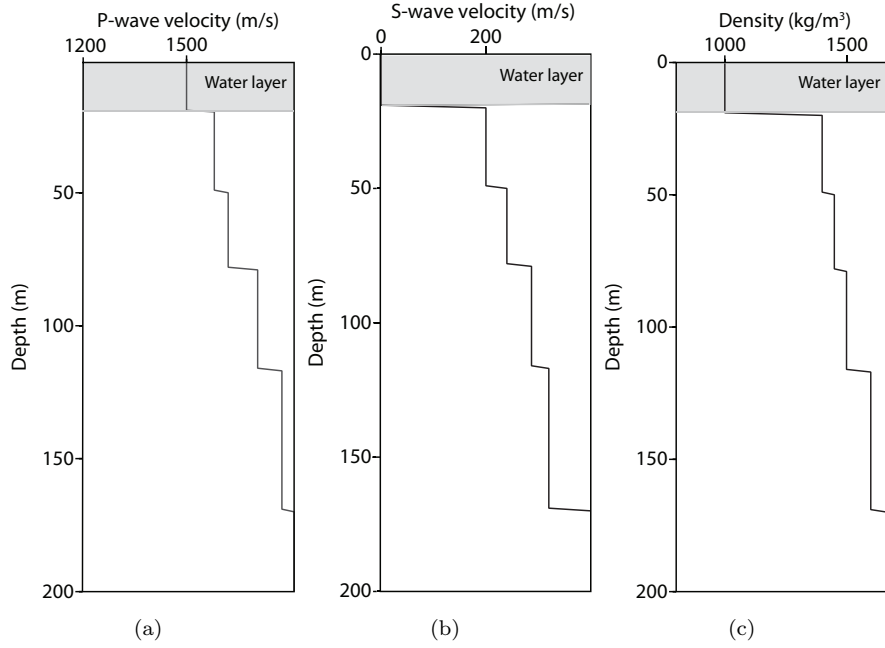 P-wave velocity (m/s)
1200 1500
Water layer
50
100
150
200
Depth (m)
(a)
S-wave velocity (m/s)
0 200
0
Water layer
50
100
150
200
Depth (m)
(b)
Density (kg/m³)
1000 1500
0
Water layer
50
100
150
200
Depth (m)
(c)